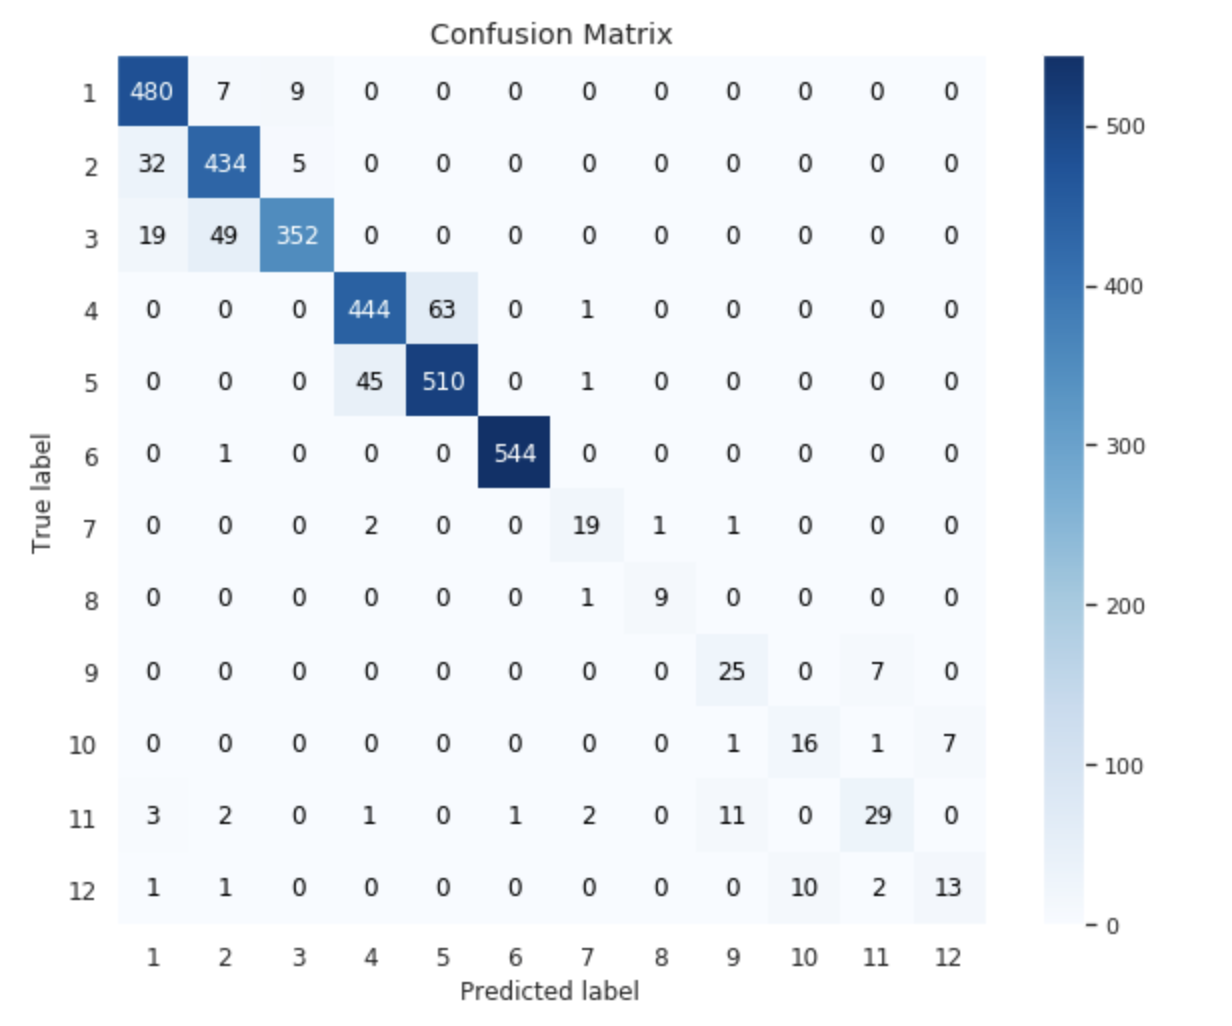 Confusion Matrix
1 480 7 9 0 0 0 0 0 0 0 0 0
2 32 434 5 0 0 0 0 0 0 0 0 0
3 19 49 352 0 0 0 0 0 0 0 0 0
4 0 0 0 444 63 0 1 0 0 0 0 0
5 0 0 0 45 510 0 1 0 0 0 0 0
6 0 1 0 0 0 544 0 0 0 0 0 0
7 0 0 0 2 0 0 19 1 1 0 0 0
8 0 0 0 0 0 0 1 9 0 0 0 0
9 0 0 0 0 0 0 0 0 25 0 7 0
10 0 0 0 0 0 0 0 0 1 16 1 7
11 3 2 0 1 0 1 2 0 11 0 29 0
12 1 1 0 0 0 0 0 0 0 10 2 13
1 2 3 4 5 6 7 8 9 10 11 12
Predicted label
True label
500
400
300
200
100
0